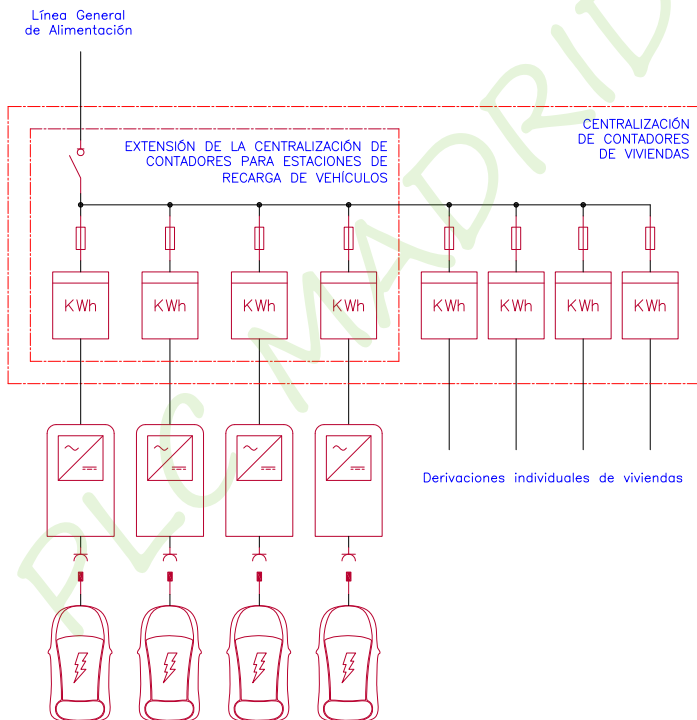 Línea General
de Alimentación
CENTRALIZACIÓN
DE CONTADORES
DE VIVIENDAS
EXTENSIÓN DE LA CENTRALIZACIÓN DE
CONTADORES PARA ESTACIONES DE
RECARGA DE VEHÍCULOS
KWh KWh KWh KWh KWh KWh KWh KWh
Derivaciones individuales de viviendas
PLC MADRID